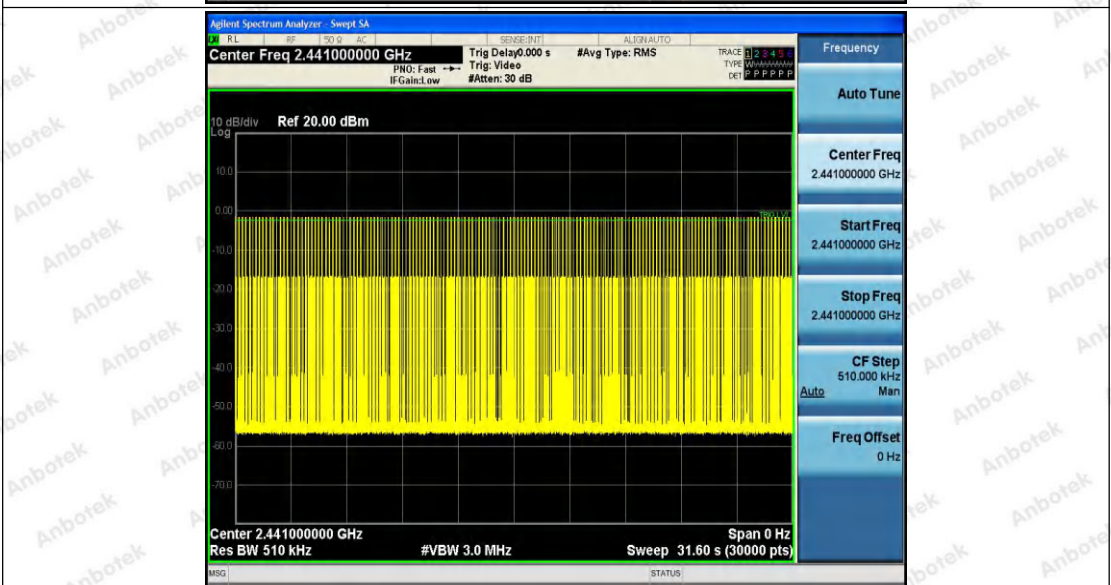 Agilent Spectrum Analyzer - Swept SA
RL RF 50 Ω AC SENSE:INT ALIGN AUTO
Center Freq 2.441000000 GHz
PNO: Fast
IFGain:Low
Trig Delay0.000 s
Trig: Video
#Atten: 30 dB
#Avg Type: RMS
TRACE 1 2 3 4 5 6
TYPE W
DET P P P P P P
10 dB/div Ref 20.00 dBm
Log
10.0
0.00
-10.0
-20.0
-30.0
-40.0
-50.0
-60.0
-70.0
TRIG LVL
Center 2.441000000 GHz Span 0 Hz
Res BW 510 kHz #VBW 3.0 MHz Sweep 31.60 s (30000 pts)
MSG STATUS
Frequency
Auto Tune
Center Freq
2.441000000 GHz
Start Freq
2.441000000 GHz
Stop Freq
2.441000000 GHz
CF Step
510.000 kHz
Auto Man
Freq Offset
0 Hz
Anbotek